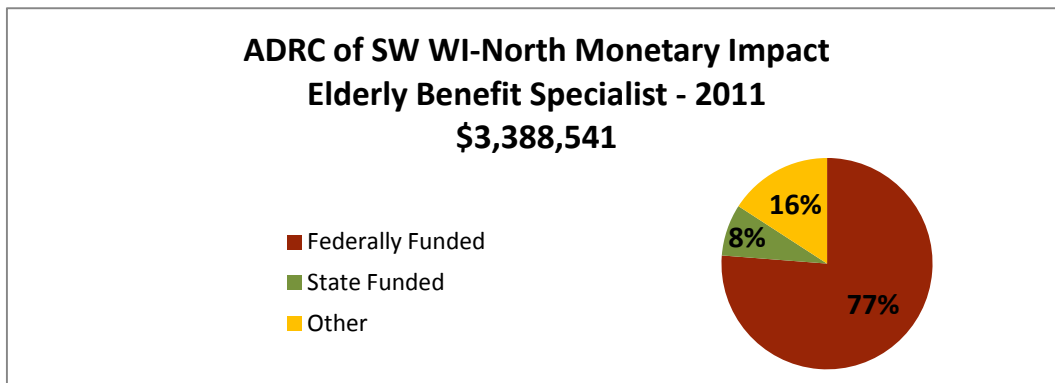 ADRC of SW WI-North Monetary Impact
Elderly Benefit Specialist - 2011
$3,388,541
Federally Funded
State Funded
Other
16%
8%
77%